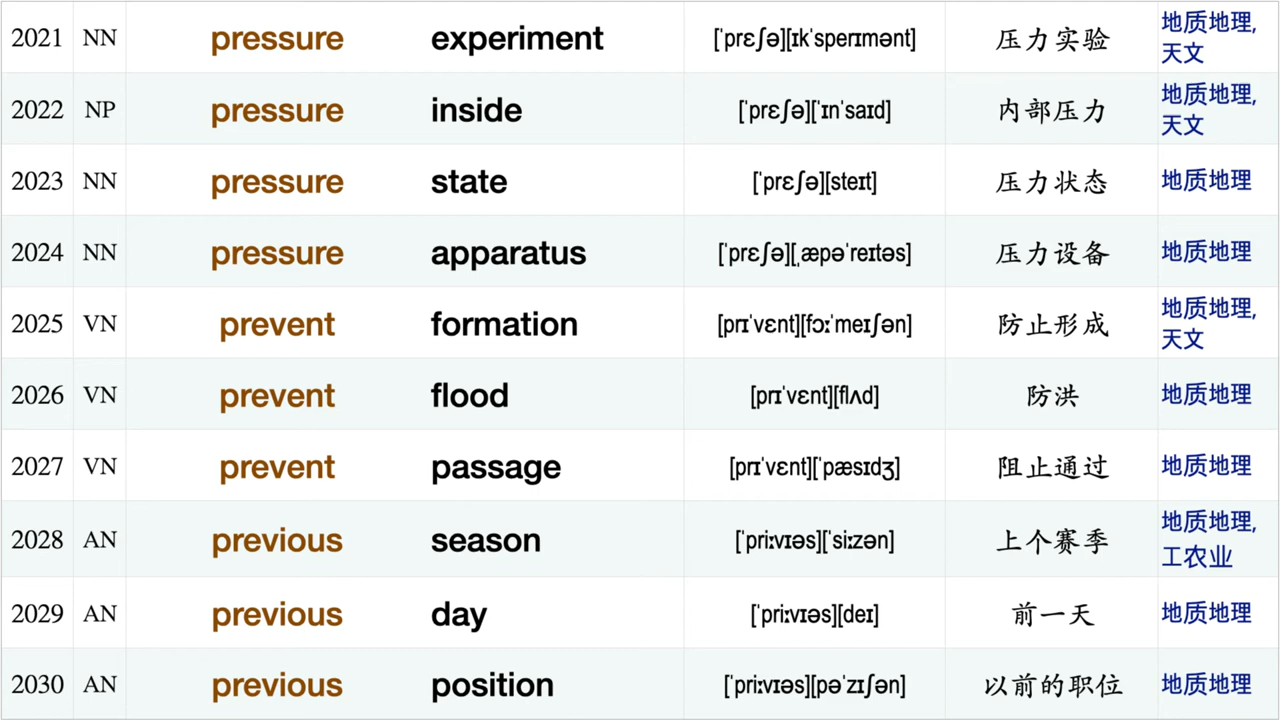 2021 NN pressure experiment [ˈprɛʃə][ɪkˈsperɪmənt] 压力实验 地质地理,
天文
2022 NP pressure inside [ˈprɛʃə][ˈɪnˈsaɪd] 内部压力 地质地理,
天文
2023 NN pressure state [ˈprɛʃə][steɪt] 压力状态 地质地理
2024 NN pressure apparatus [ˈprɛʃə][ˌæpəˈreɪtəs] 压力设备 地质地理
2025 VN prevent formation [prɪˈvɛnt][fɔːˈmeɪʃən] 防止形成 地质地理,
天文
2026 VN prevent flood [prɪˈvɛnt][flʌd] 防洪 地质地理
2027 VN prevent passage [prɪˈvɛnt][ˈpæsɪdʒ] 阻止通过 地质地理
2028 AN previous season [ˈpriːvɪəs][ˈsiːzən] 上个赛季 地质地理,
工农业
2029 AN previous day [ˈpriːvɪəs][deɪ] 前一天 地质地理
2030 AN previous position [ˈpriːvɪəs][pəˈzɪʃən] 以前的职位 地质地理